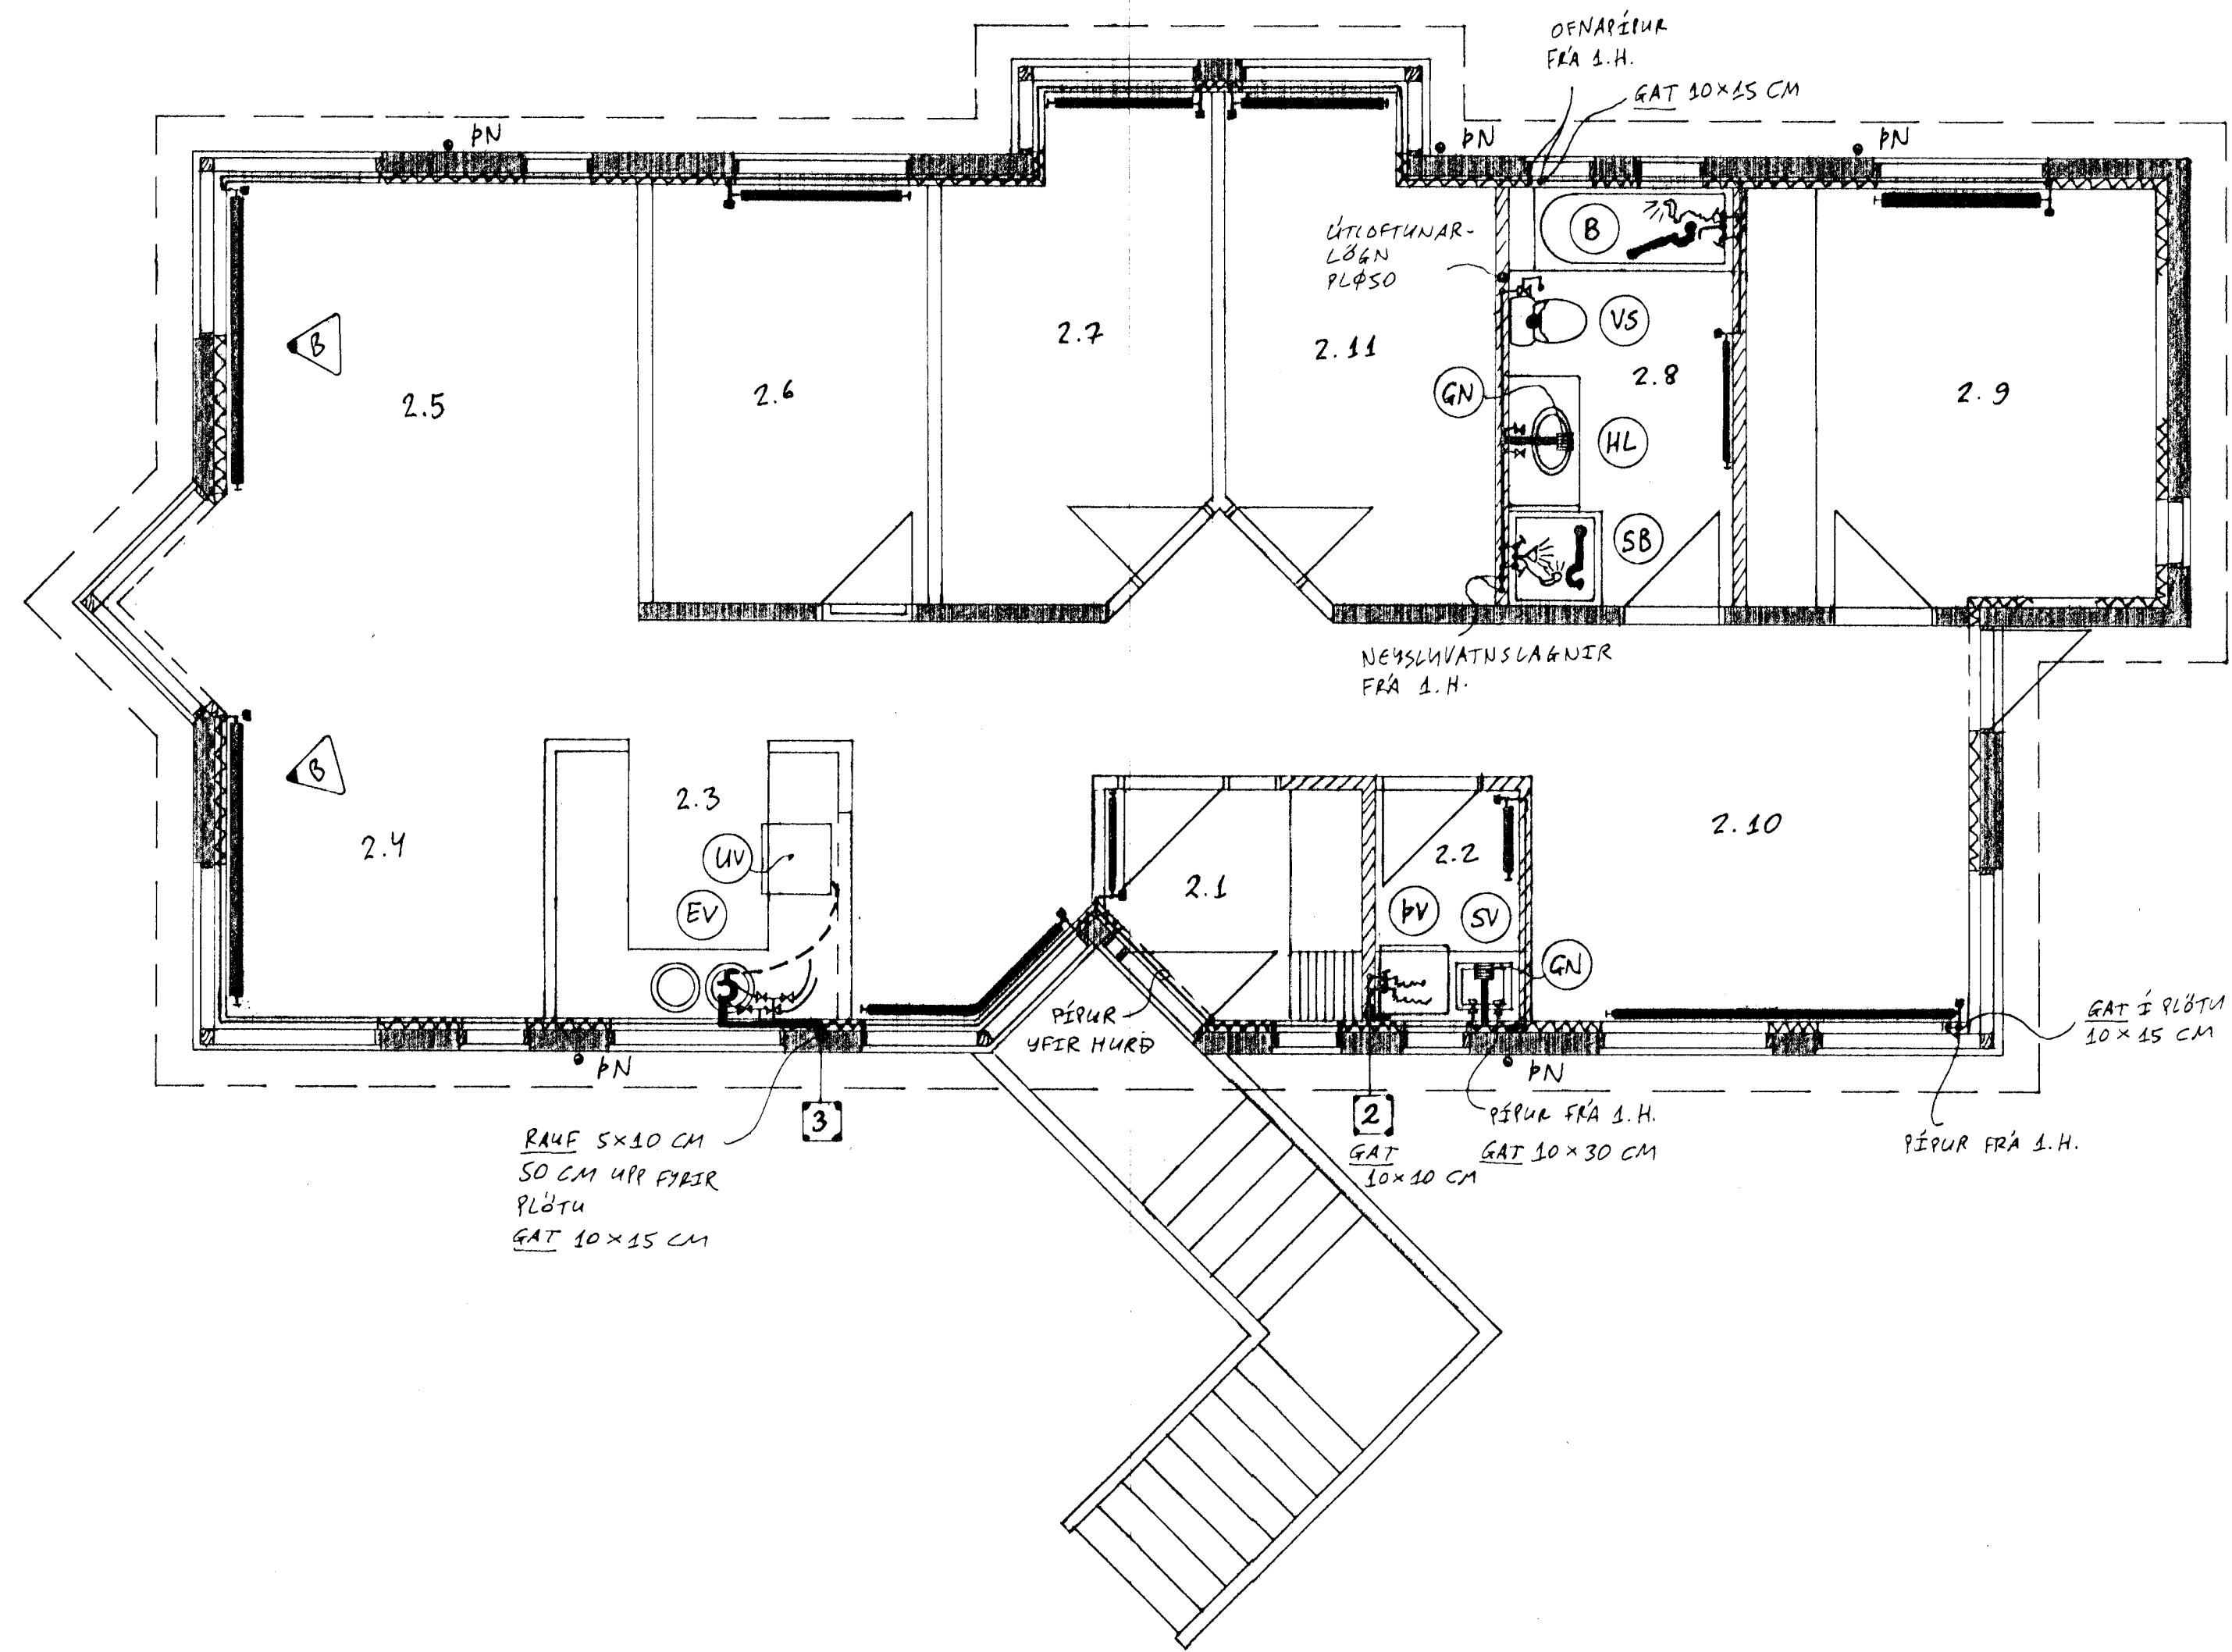 OFNAPÍPUR
FRÁ 1.H.
GAT 10×15 CM
ÞN
ÞN
ÞN
ÚTLOFTUNAR-
LÖGN
PLØ50
B
VS
GN
HL
SB
2.5
2.6
2.7
2.11
2.8
2.9
B
NEYSLUVATNSLAGNIR
FRÁ 1.H.
B
2.4
2.3
UV
EV
2.1
2.2
ÞV
SV
GN
2.10
PÍPUR
YFIR HURÐ
GAT Í PLÖTU
10×15 CM
ÞN
ÞN
3
2
RAUF 5×10 CM
50 CM UPP FYRIR
PLÖTU
GAT 10×15 CM
GAT
10×10 CM
PÍPUR FRÁ 1.H.
GAT 10×30 CM
PÍPUR FRÁ 1.H.